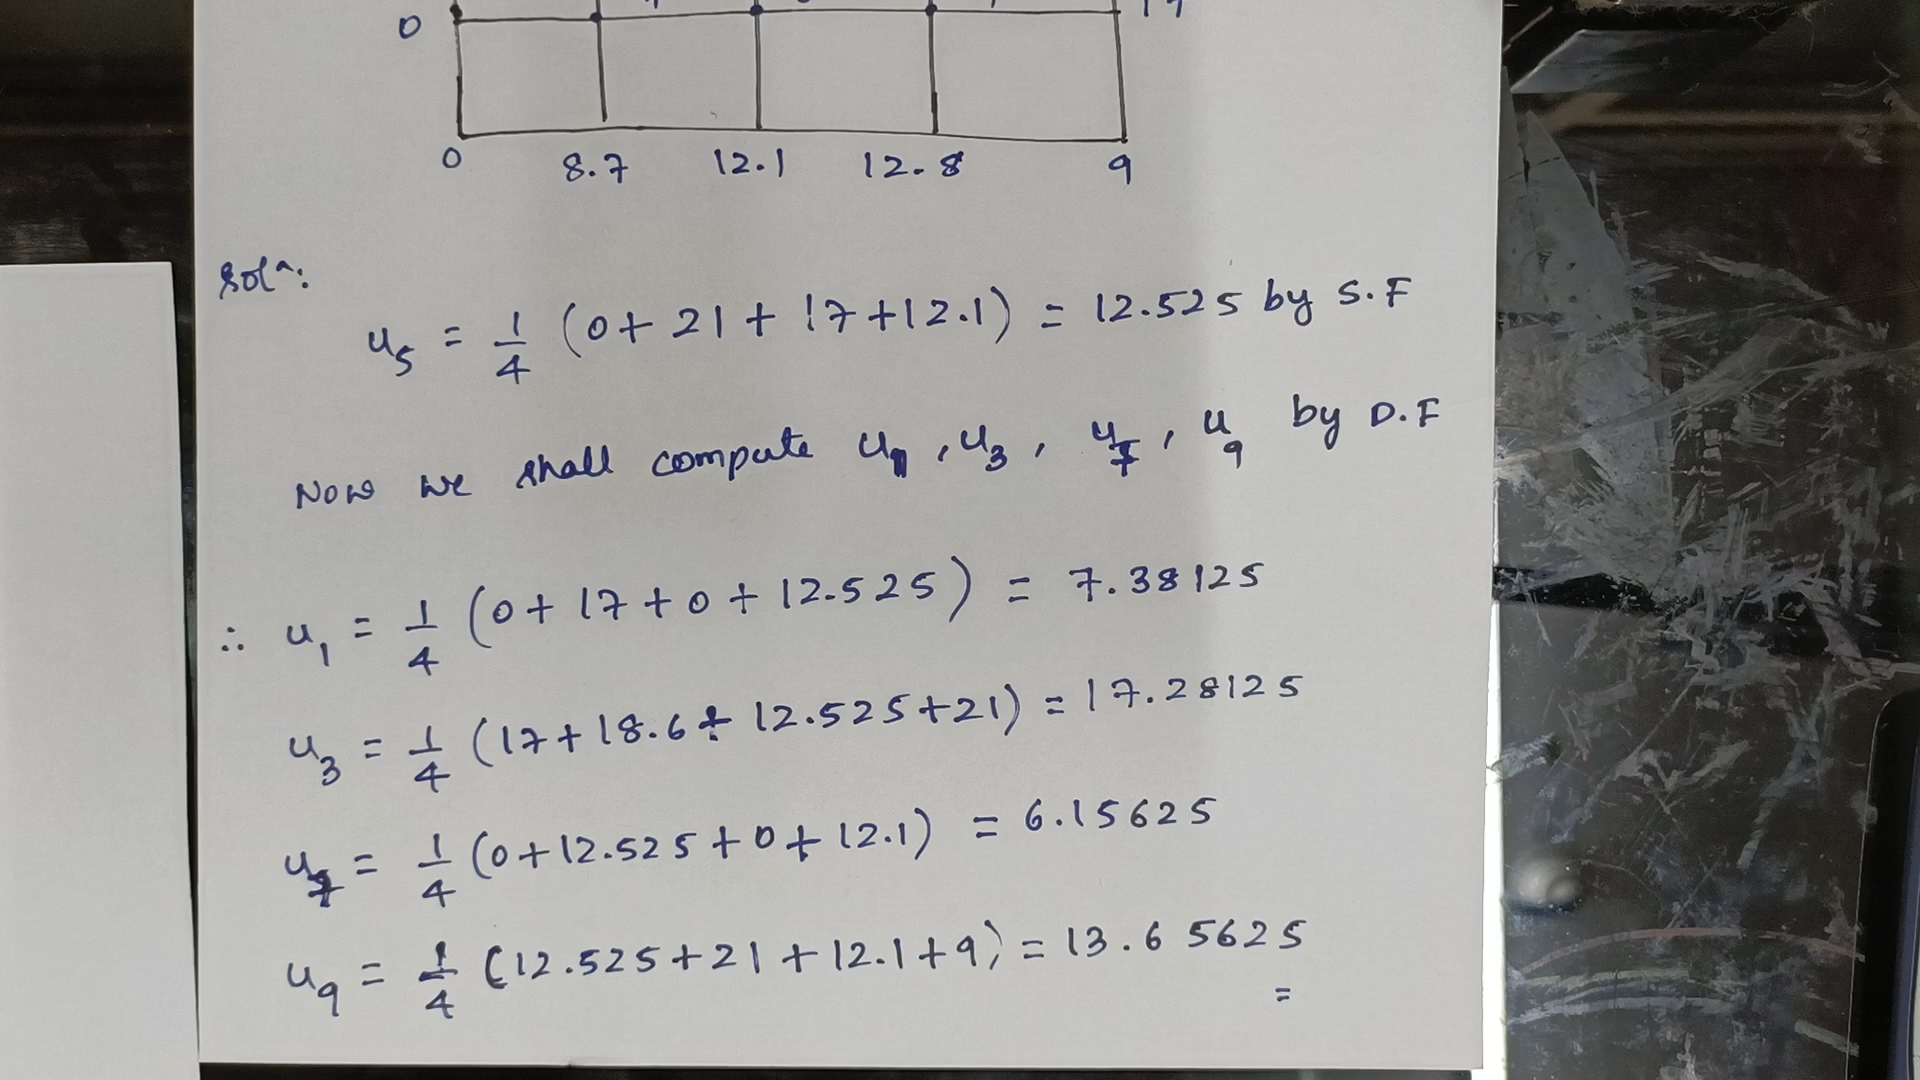 0
0 8.7 12.1 12.8 9
Solⁿ:
u₅ = 1/4 (0 + 21 + 17 + 12.1) = 12.525 by S.F
Now we shall compute u₁, u₃, u₇, u₉ by D.F
∴ u₁ = 1/4 (0 + 17 + 0 + 12.525) = 7.38125
u₃ = 1/4 (17 + 18.6 + 12.525 + 21) = 17.28125
u₇ = 1/4 (0 + 12.525 + 0 + 12.1) = 6.15625
u₉ = 1/4 (12.525 + 21 + 12.1 + 9) = 13.65625
=